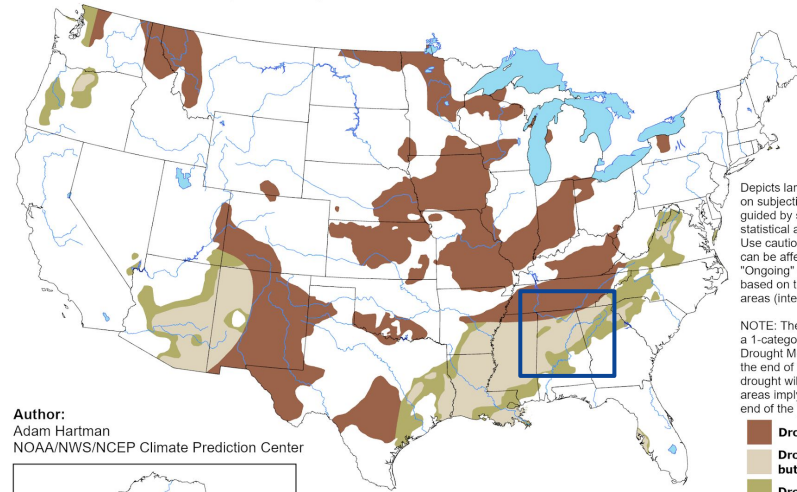 Depicts lar
on subjecti
guided by s
statistical a
Use cautio
can be affe
"Ongoing"
based on t
areas (inte
NOTE: The
a 1-catego
Drought M
the end of
drought wil
areas imply
end of the
Dro
Dro
but
Dro
Author:
Adam Hartman
NOAA/NWS/NCEP Climate Prediction Center